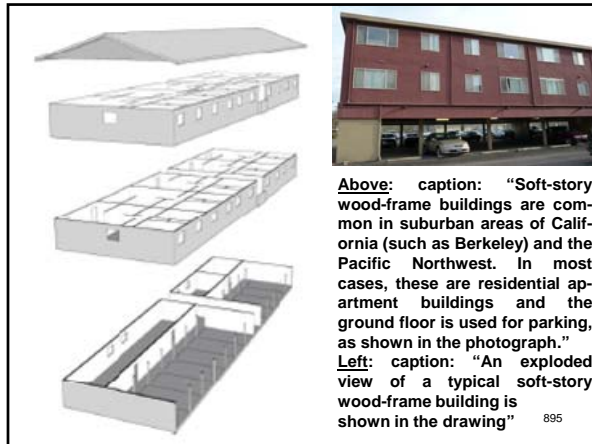 Above: caption: “Soft-story
wood-frame buildings are com-
mon in suburban areas of Calif-
ornia (such as Berkeley) and the
Pacific Northwest. In most
cases, these are residential ap-
artment buildings and the
ground floor is used for parking,
as shown in the photograph.”
Left: caption: “An exploded
view of a typical soft-story
wood-frame building is
shown in the drawing”
895